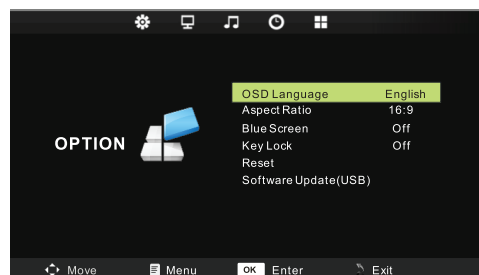 OPTION
OSD Language English
Aspect Ratio 16:9
Blue Screen Off
Key Lock Off
Reset
Software Update(USB)
Move Menu OK Enter Exit